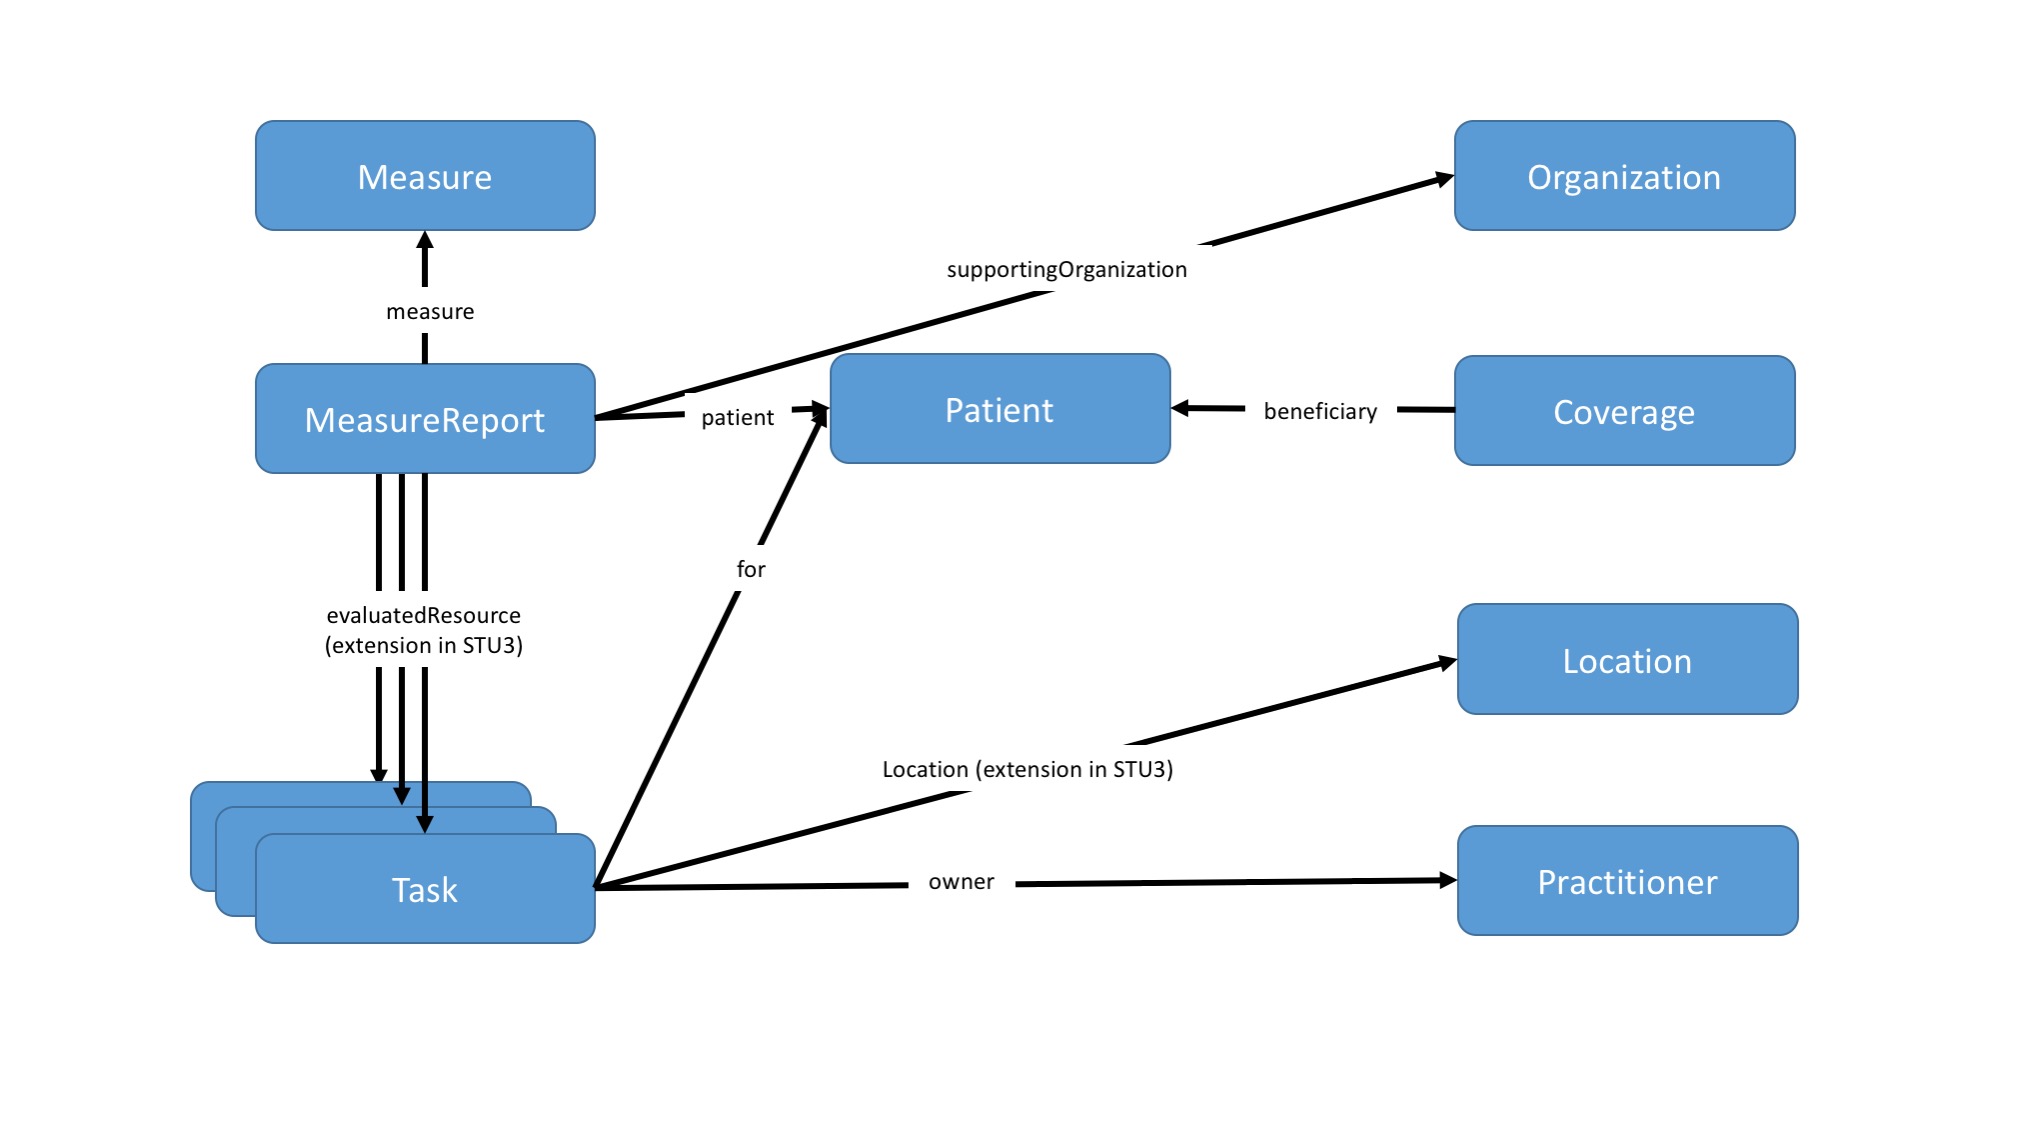 Measure
Organization
supportingOrganization
measure
MeasureReport
patient
Patient
beneficiary
Coverage
for
evaluatedResource
(extension in STU3)
Location
Location (extension in STU3)
Task
owner
Practitioner